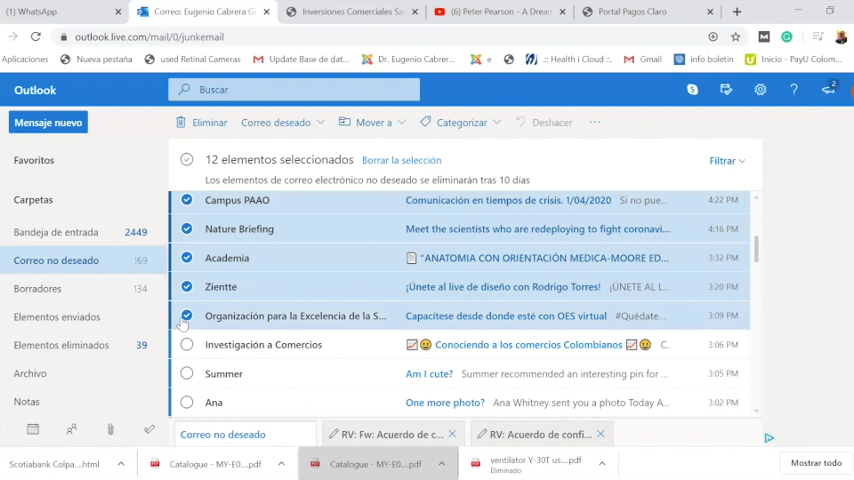 (1) WhatsApp
Correo: Eugenio Cabrera G
Inversiones Comerciales Se
(6) Peter Pearson - A Dream
Portal Pagos Claro
outlook.live.com/mail/0/junkemail
Aplicaciones
Nueva pestaña
used Retinal Cameras
Update Base de dat...
Dr. Eugenio Cabrer...
e
.:: Health i Cloud ::.
Gmail
info boletin
Inicio - PayU Colom...
Outlook
Buscar
2
Mensaje nuevo
Eliminar
Correo deseado
Mover a
Categorizar
Deshacer
...
Favoritos
12 elementos seleccionados
Borrar la selección
Filtrar
Los elementos de correo electrónico no deseado se eliminarán tras 10 días
Carpetas
Campus PAAO
Comunicación en tiempos de crisis. 1/04/2020
Si no pue...
4:22 PM
Bandeja de entrada
2449
Nature Briefing
Meet the scientists who are redeploying to fight coronavi...
4:16 PM
Correo no deseado
169
Academia
"ANATOMIA CON ORIENTACIÓN MEDICA-MOORE ED...
3:32 PM
Borradores
134
Zientte
¡Únete al live de diseño con Rodrigo Torres!
¡ÚNETE AL L...
3:20 PM
Elementos enviados
Organización para la Excelencia de la S...
Capacítese desde donde esté con OES virtual
#Quédate...
3:09 PM
Elementos eliminados
39
Investigación a Comercios
📈😀 Conociendo a los comercios Colombianos 📈😀
C...
3:06 PM
Archivo
Summer
Am I cute?
Summer recommended an interesting pin for ...
3:05 PM
Notas
Ana
One more photo?
Ana Whitney sent you a photo Today A...
3:02 PM
Correo no deseado
RV: Fw: Acuerdo de c...
RV: Acuerdo de confi...
Scotiabank Colpa....html
Catalogue - MY-E0....pdf
Catalogue - MY-E0....pdf
ventilator Y-30T us....pdf
Eliminado
Mostrar todo